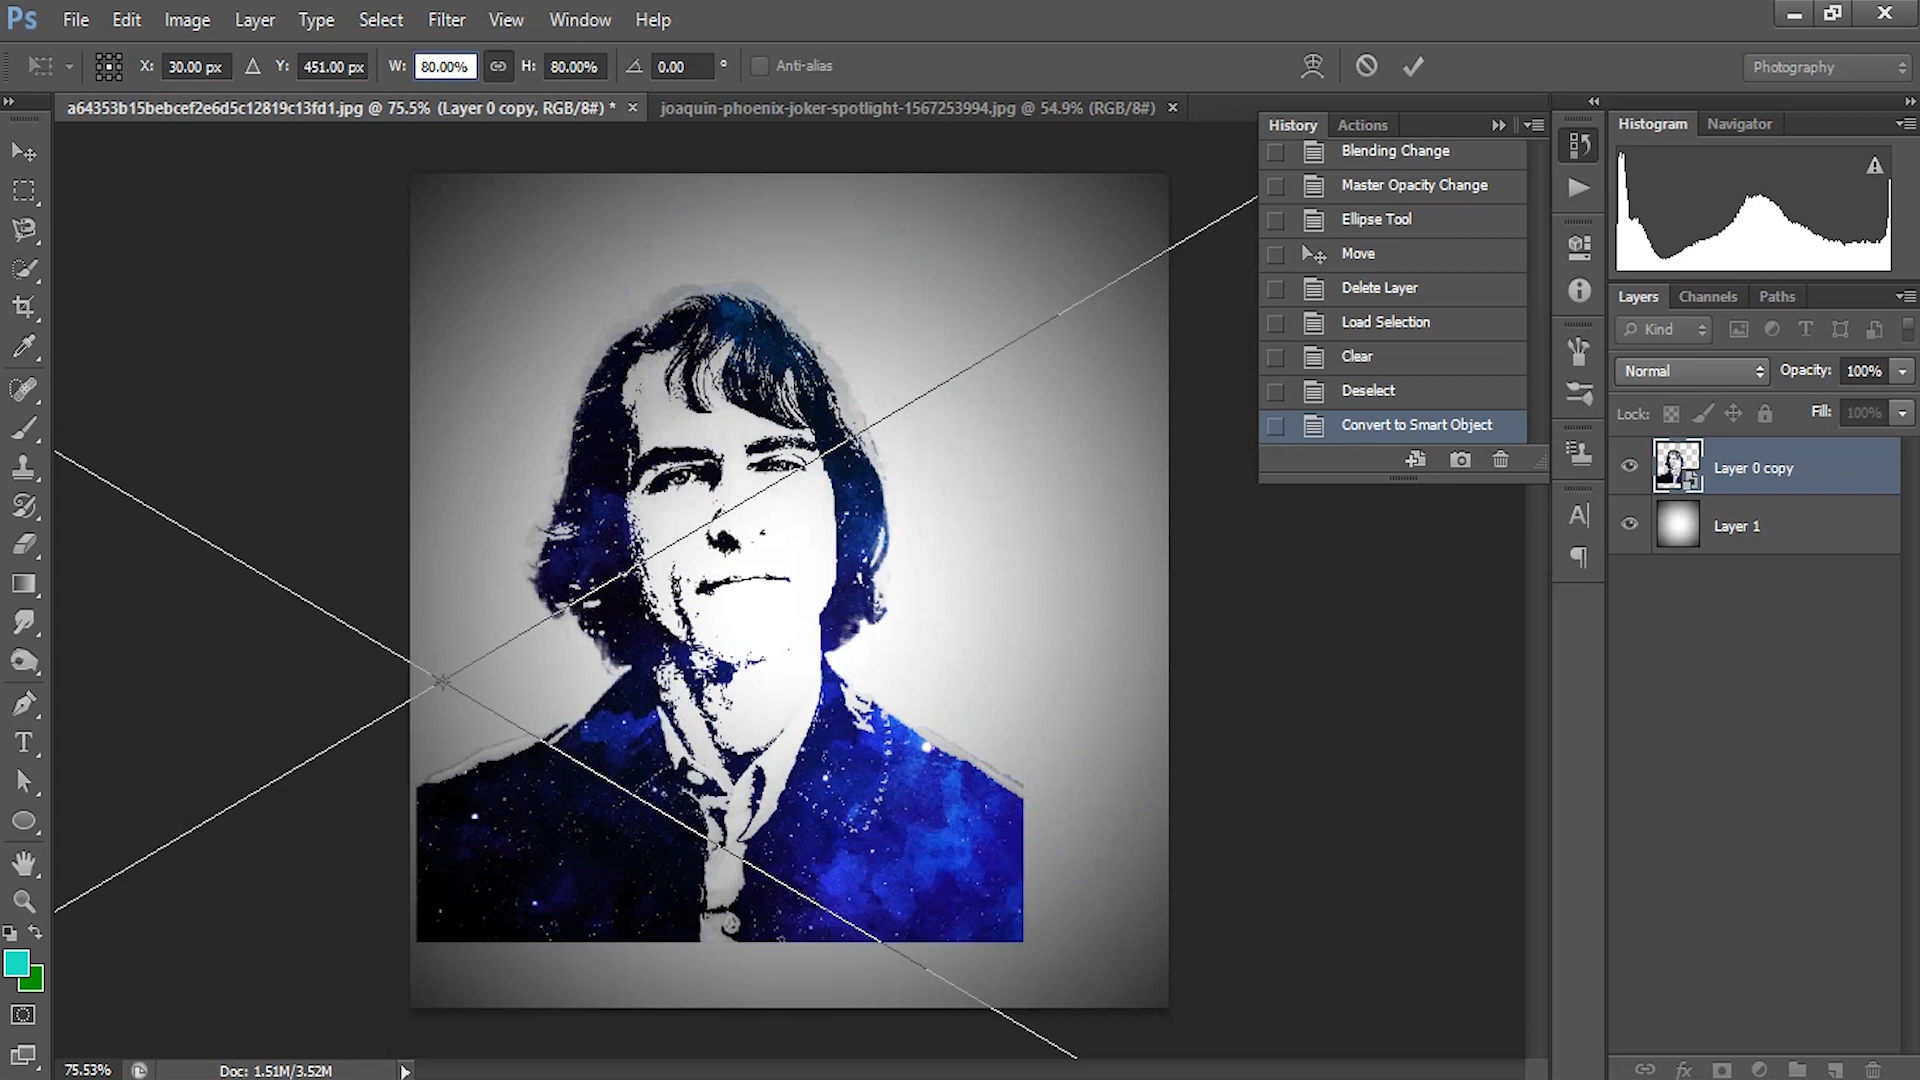 Ps File Edit Image Layer Type Select Filter View Window Help
X: 30.00 px Y: 451.00 px W: 80.00% H: 80.00% 0.00 ° Anti-alias Photography
a64353b15bebcef2e6d5c12819c13fd1.jpg @ 75.5% (Layer 0 copy, RGB/8#) * × joaquin-phoenix-joker-spotlight-1567253994.jpg @ 54.9% (RGB/8#) ×
History Actions
Blending Change
Master Opacity Change
Ellipse Tool
Move
Delete Layer
Load Selection
Clear
Deselect
Convert to Smart Object
Histogram Navigator
Layers Channels Paths
Kind
Normal Opacity: 100%
Lock: Fill: 100%
Layer 0 copy
Layer 1
fx
75.53% Doc: 1.51M/3.52M